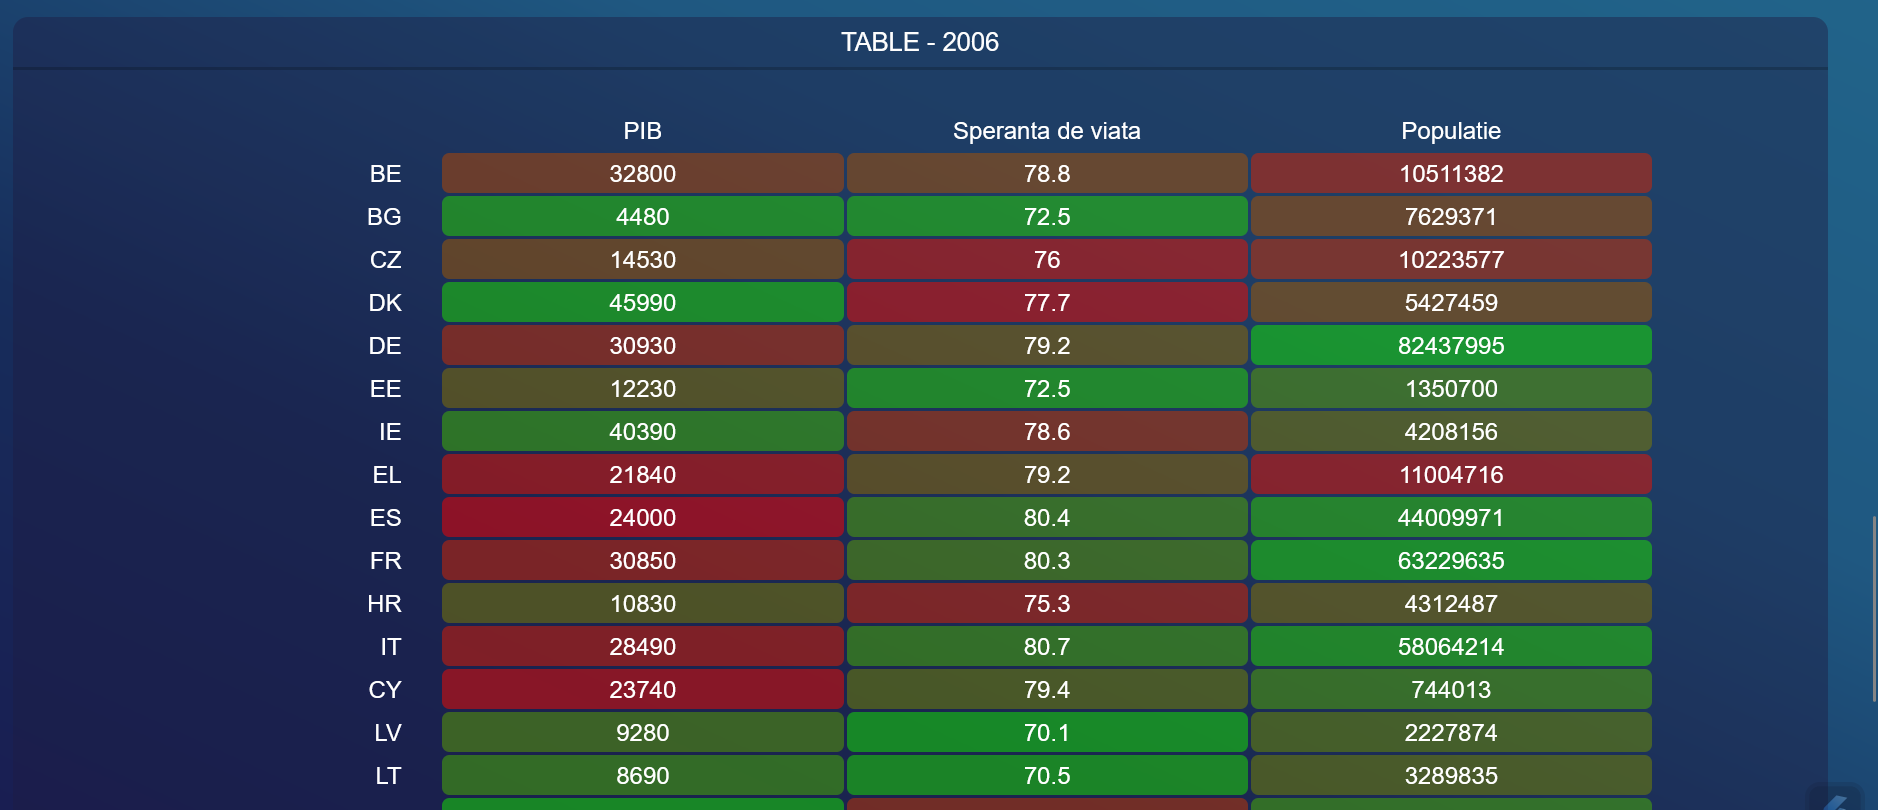 TABLE - 2006
PIB Speranta de viata Populatie
BE 32800 78.8 10511382
BG 4480 72.5 7629371
CZ 14530 76 10223577
DK 45990 77.7 5427459
DE 30930 79.2 82437995
EE 12230 72.5 1350700
IE 40390 78.6 4208156
EL 21840 79.2 11004716
ES 24000 80.4 44009971
FR 30850 80.3 63229635
HR 10830 75.3 4312487
IT 28490 80.7 58064214
CY 23740 79.4 744013
LV 9280 70.1 2227874
LT 8690 70.5 3289835